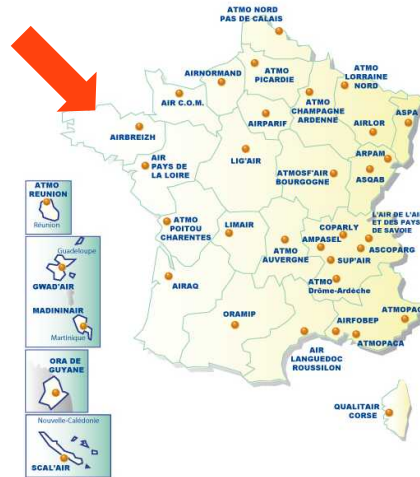 ATMO NORD
PAS DE CALAIS
AIRNORMAND
ATMO
PICARDIE
ATMO
LORRAINE
NORD
AIR C.O.M.
ATMO
CHAMPAGNE
ARDENNE
ASPA
AIRPARIF
AIRBREIZH
AIRLOR
AIR
PAYS DE
LA LOIRE
LIG'AIR
ARPAM
ATMOSF'AIR
BOURGOGNE
ASQAB
ATMO
REUNION
Réunion
ATMO
POITOU
CHARENTES
LIMAIR
COPARLY
AMPASEL
L'AIR DE L'AI
ET DES PAYS
DE SAVOIE
ASCOPARG
ATMO
AUVERGNE
SUP'AIR
Guadeloupe
GWAD'AIR
MADININAIR
Martinique
AIRAQ
ATMO
Drôme-Ardèche
ORAMIP
AIRFOBEP
ATMOPAC
ATMOPACA
AIR
LANGUEDOC
ROUSSILON
ORA DE
GUYANE
QUALITAIR
CORSE
Nouvelle-Calédonie
SCAL'AIR